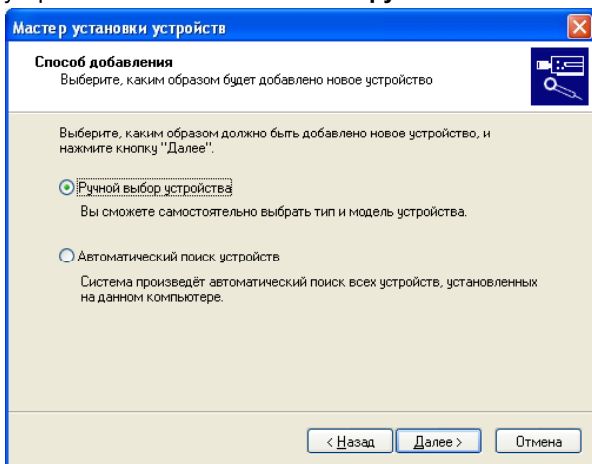 Мастер установки устройств
Способ добавления
Выберите, каким образом будет добавлено новое устройство
Выберите, каким образом должно быть добавлено новое устройство, и
нажмите кнопку "Далее".
Ручной выбор устройства
Вы сможете самостоятельно выбрать тип и модель устройства.
Автоматический поиск устройств
Система произведёт автоматический поиск всех устройств, установленных
на данном компьютере.
< Назад
Далее >
Отмена